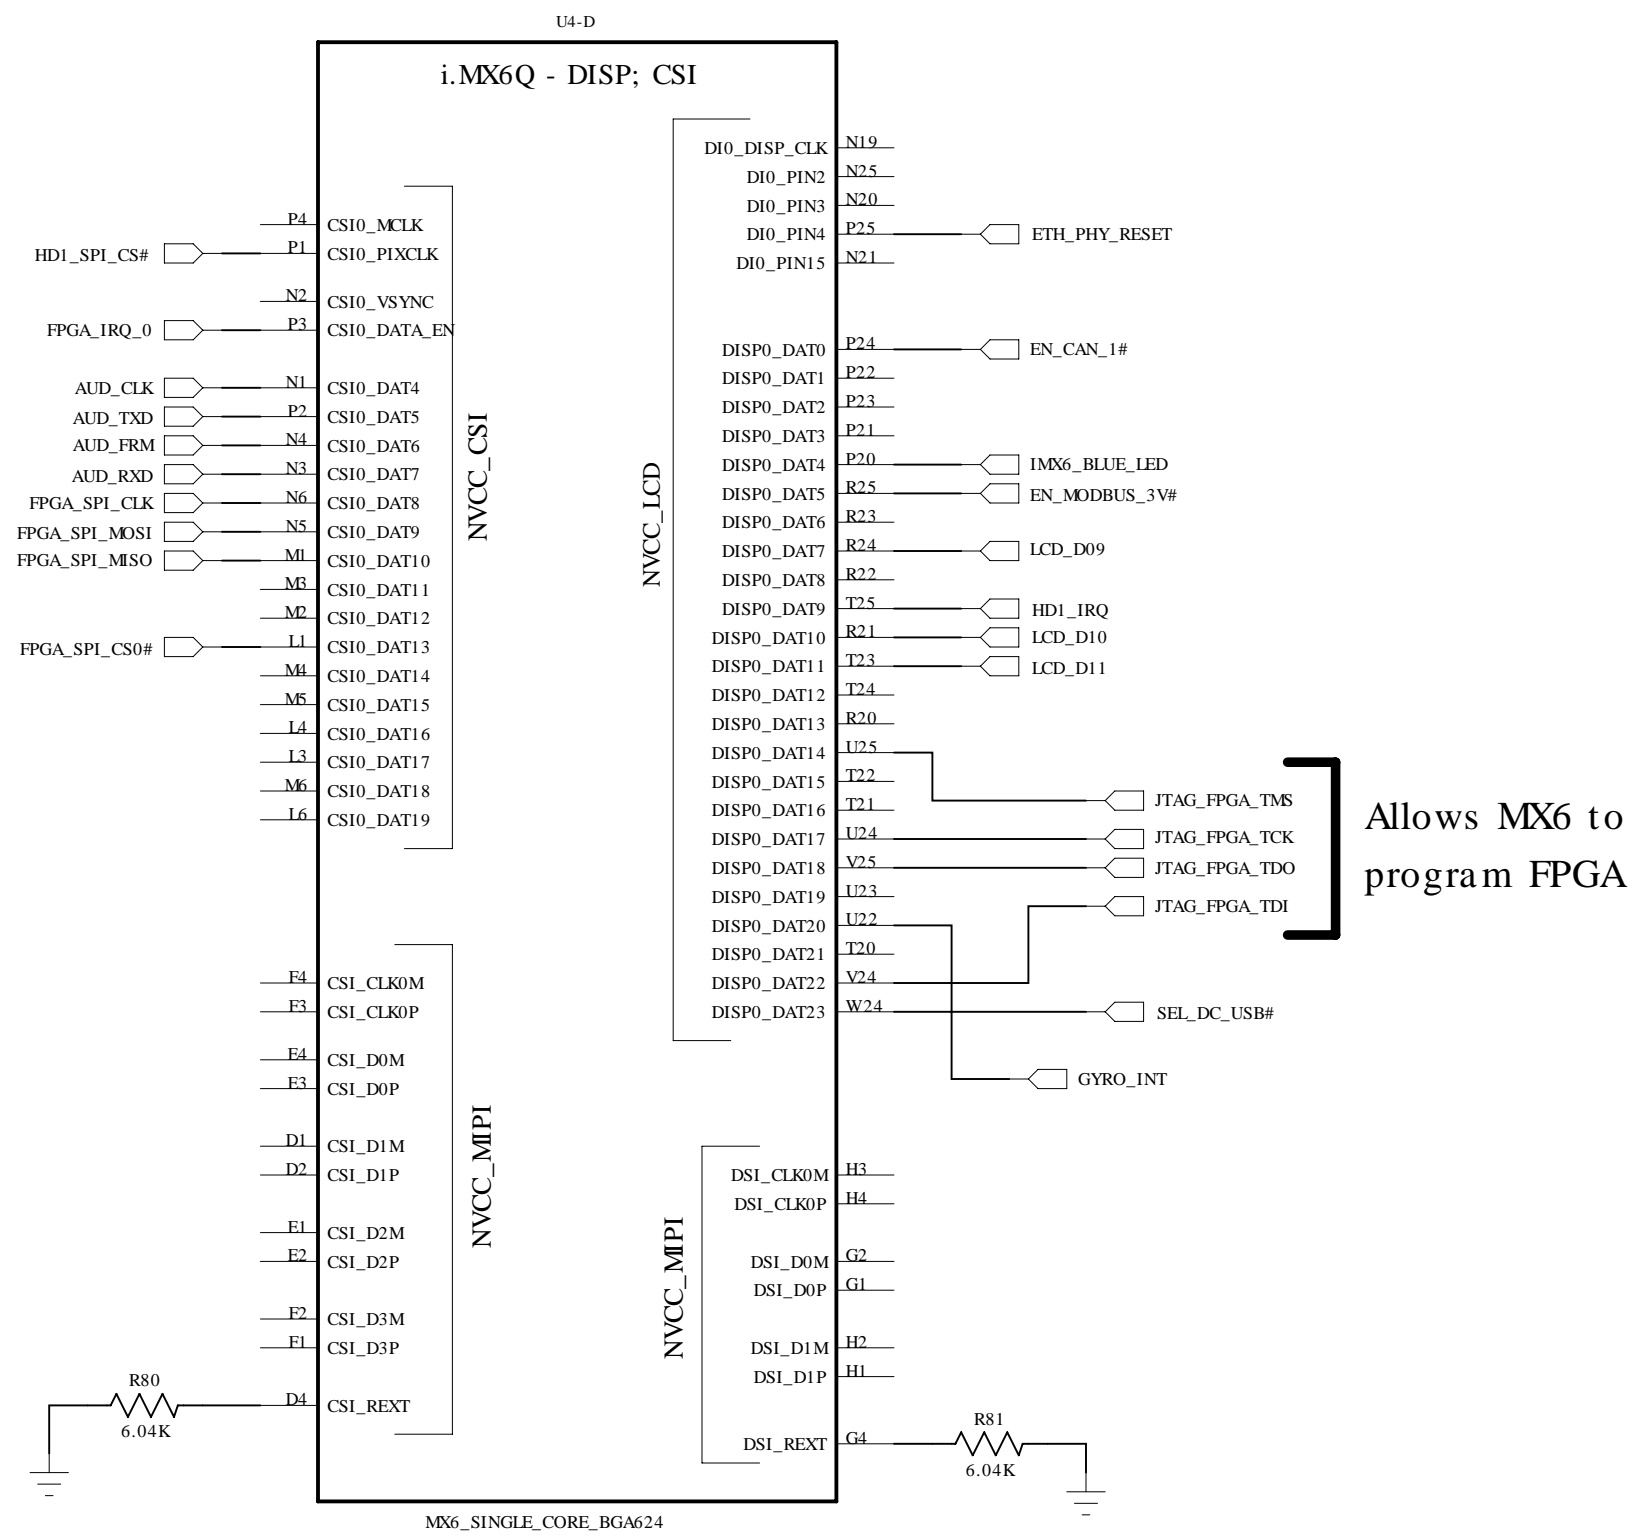 U4-D
i.MX6Q - DISP; CSI
NVCC_CSI
P4 CSI0_MCLK
HD1_SPI_CS# P1 CSI0_PIXCLK
N2 CSI0_VSYNC
FPGA_IRQ_0 P3 CSI0_DATA_EN
AUD_CLK N1 CSI0_DAT4
AUD_TXD P2 CSI0_DAT5
AUD_FRM N4 CSI0_DAT6
AUD_RXD N3 CSI0_DAT7
FPGA_SPI_CLK N6 CSI0_DAT8
FPGA_SPI_MOSI N5 CSI0_DAT9
FPGA_SPI_MISO M1 CSI0_DAT10
M3 CSI0_DAT11
M2 CSI0_DAT12
FPGA_SPI_CS0# L1 CSI0_DAT13
M4 CSI0_DAT14
M5 CSI0_DAT15
L4 CSI0_DAT16
L3 CSI0_DAT17
M6 CSI0_DAT18
L6 CSI0_DAT19
NVCC_MIPI
F4 CSI_CLK0M
F3 CSI_CLK0P
E4 CSI_D0M
E3 CSI_D0P
D1 CSI_D1M
D2 CSI_D1P
E1 CSI_D2M
E2 CSI_D2P
F2 CSI_D3M
F1 CSI_D3P
R80
D4 CSI_REXT
6.04K
NVCC_LCD
DI0_DISP_CLK N19
DI0_PIN2 N25
DI0_PIN3 N20
DI0_PIN4 P25 ETH_PHY_RESET
DI0_PIN15 N21
DISP0_DAT0 P24 EN_CAN_1#
DISP0_DAT1 P22
DISP0_DAT2 P23
DISP0_DAT3 P21
DISP0_DAT4 P20 IMX6_BLUE_LED
DISP0_DAT5 R25 EN_MODBUS_3V#
DISP0_DAT6 R23
DISP0_DAT7 R24 LCD_D09
DISP0_DAT8 R22
DISP0_DAT9 T25 HD1_IRQ
DISP0_DAT10 R21 LCD_D10
DISP0_DAT11 T23 LCD_D11
DISP0_DAT12 T24
DISP0_DAT13 R20
DISP0_DAT14 U25
DISP0_DAT15 T22
JTAG_FPGA_TMS
DISP0_DAT16 T21
DISP0_DAT17 U24 JTAG_FPGA_TCK
DISP0_DAT18 V25 JTAG_FPGA_TDO
DISP0_DAT19 U23
JTAG_FPGA_TDI
DISP0_DAT20 U22
DISP0_DAT21 T20
DISP0_DAT22 V24
DISP0_DAT23 W24 SEL_DC_USB#
GYRO_INT
Allows MX6 to
program FPGA
NVCC_MIPI
DSI_CLK0M H3
DSI_CLK0P H4
DSI_D0M G2
DSI_D0P G1
DSI_D1M H2
DSI_D1P H1
R81
DSI_REXT G4
6.04K
MX6_SINGLE_CORE_BGA624